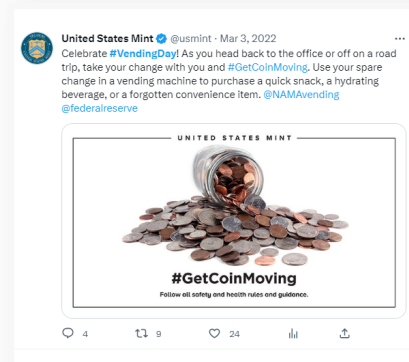 United States Mint @usmint · Mar 3, 2022 ...
Celebrate #VendingDay! As you head back to the office or off on a road
trip, take your change with you and #GetCoinMoving. Use your spare
change in a vending machine to purchase a quick snack, a hydrating
beverage, or a forgotten convenience item. @NAMAvending
@federalreserve
UNITED STATES MINT
#GetCoinMoving
Follow all safety and health rules and guidance.
4 9 24